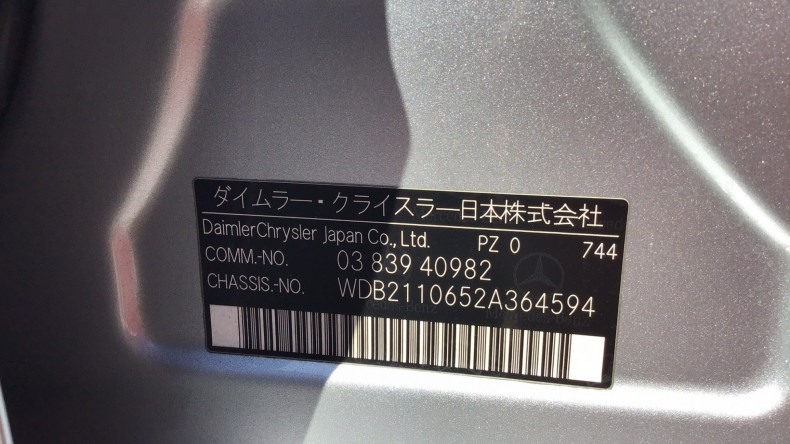 ダイムラー・クライスラー日本株式会社
DaimlerChrysler Japan Co., Ltd. PZ 0 744
COMM.-NO. 03 839 40982
CHASSIS.-NO. WDB2110652A364594